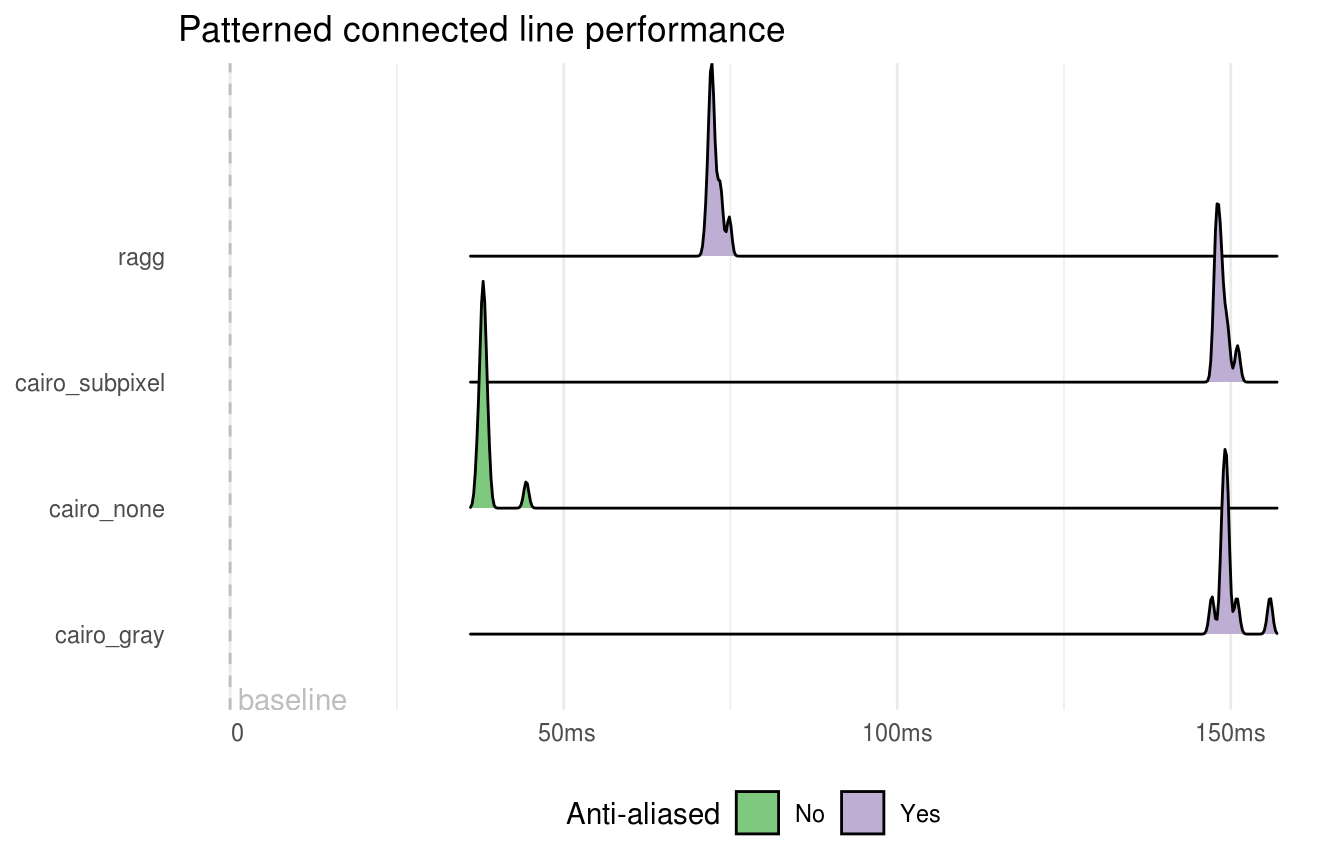 Patterned connected line performance
ragg
cairo_subpixel
cairo_none
cairo_gray
baseline
0 50ms 100ms 150ms
Anti-aliased No Yes